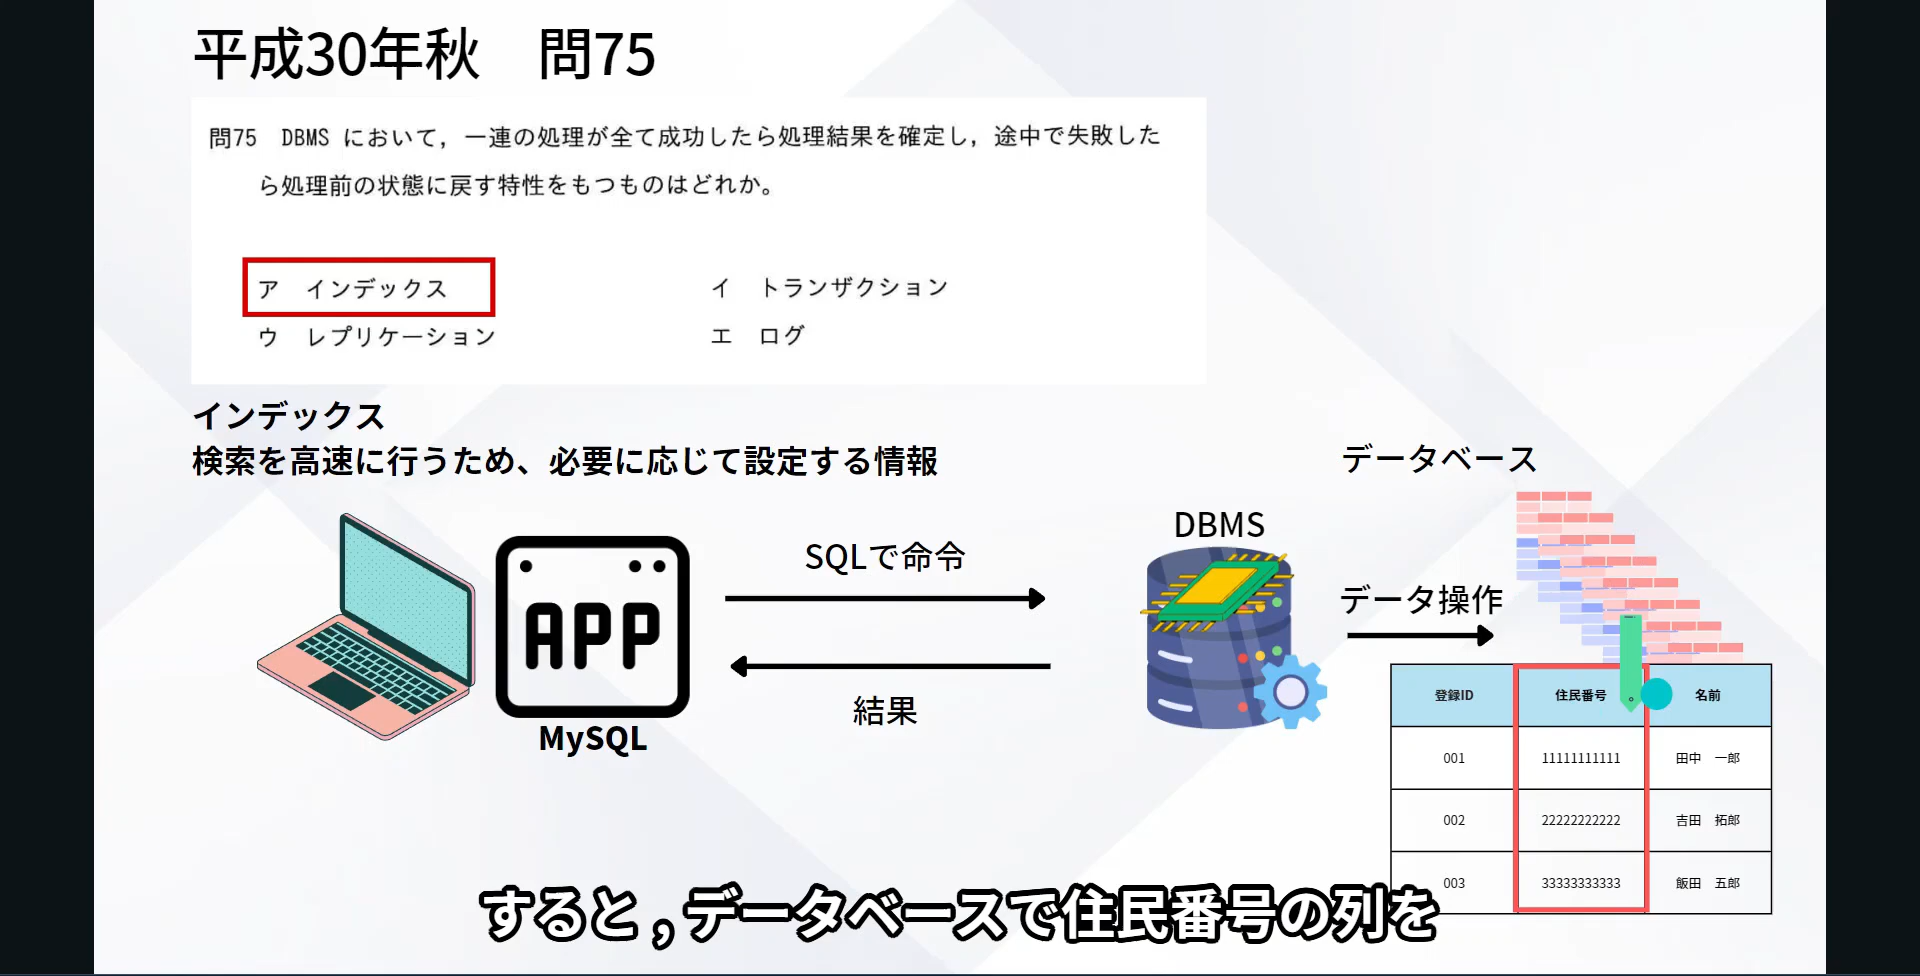 平成30年秋　問75
問75　DBMS において，一連の処理が全て成功したら処理結果を確定し，途中で失敗した
ら処理前の状態に戻す特性をもつものはどれか。
ア　インデックス　イ　トランザクション
ウ　レプリケーション　エ　ログ
インデックス
検索を高速に行うため、必要に応じて設定する情報
データベース
DBMS
SQLで命令
データ操作
APP
結果
MySQL
登録ID　住民番号　名前
001　11111111111　田中　一郎
002　22222222222　吉田　拓郎
003　33333333333　飯田　五郎
すると，データベースで住民番号の列を